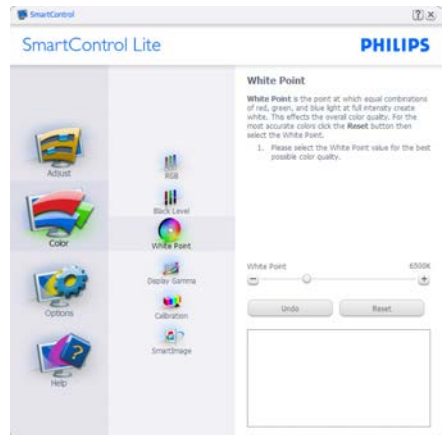 SmartControl
SmartControl Lite
PHILIPS
Adjust
Color
Options
Help
RGB
Black Level
White Point
Display Gamma
Calibration
SmartImage
White Point
White Point is the point at which equal combinations
of red, green, and blue light at full intensity create
white. This effects the overall color quality. For the
most accurate colors click the Reset button then
select the White Point.
1. Please select the White Point value for the best
possible color quality.
White Point 6500K
Undo Reset